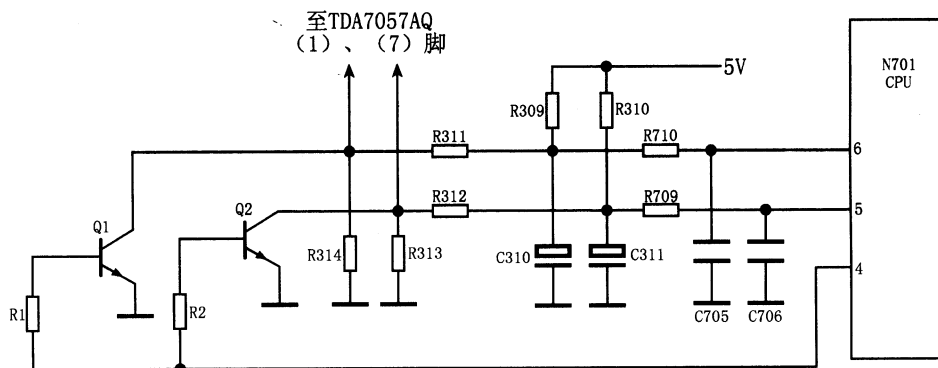 至TDA7057AQ
（1）、（7）脚
5V
N701
CPU
R309
R310
R311
R710
6
R312
R709
5
Q1
Q2
R314
R313
C310
C311
4
R1
R2
C705
C706